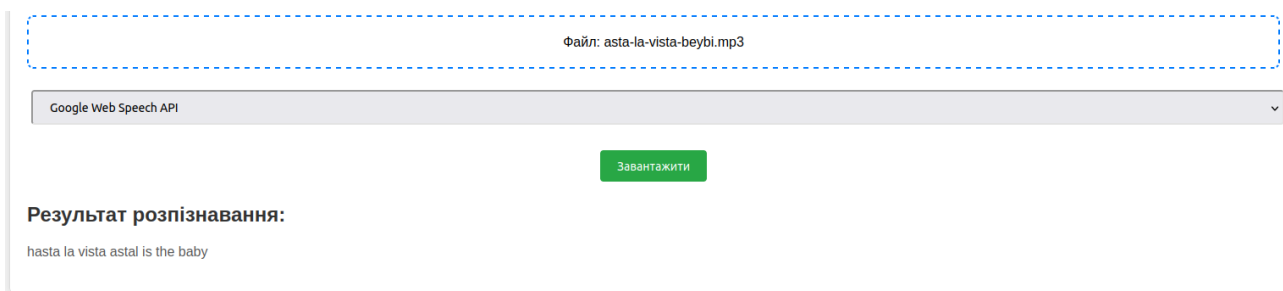 Файл: asta-la-vista-beybi.mp3
Google Web Speech API
Завантажити
Результат розпізнавання:
hasta la vista astal is the baby